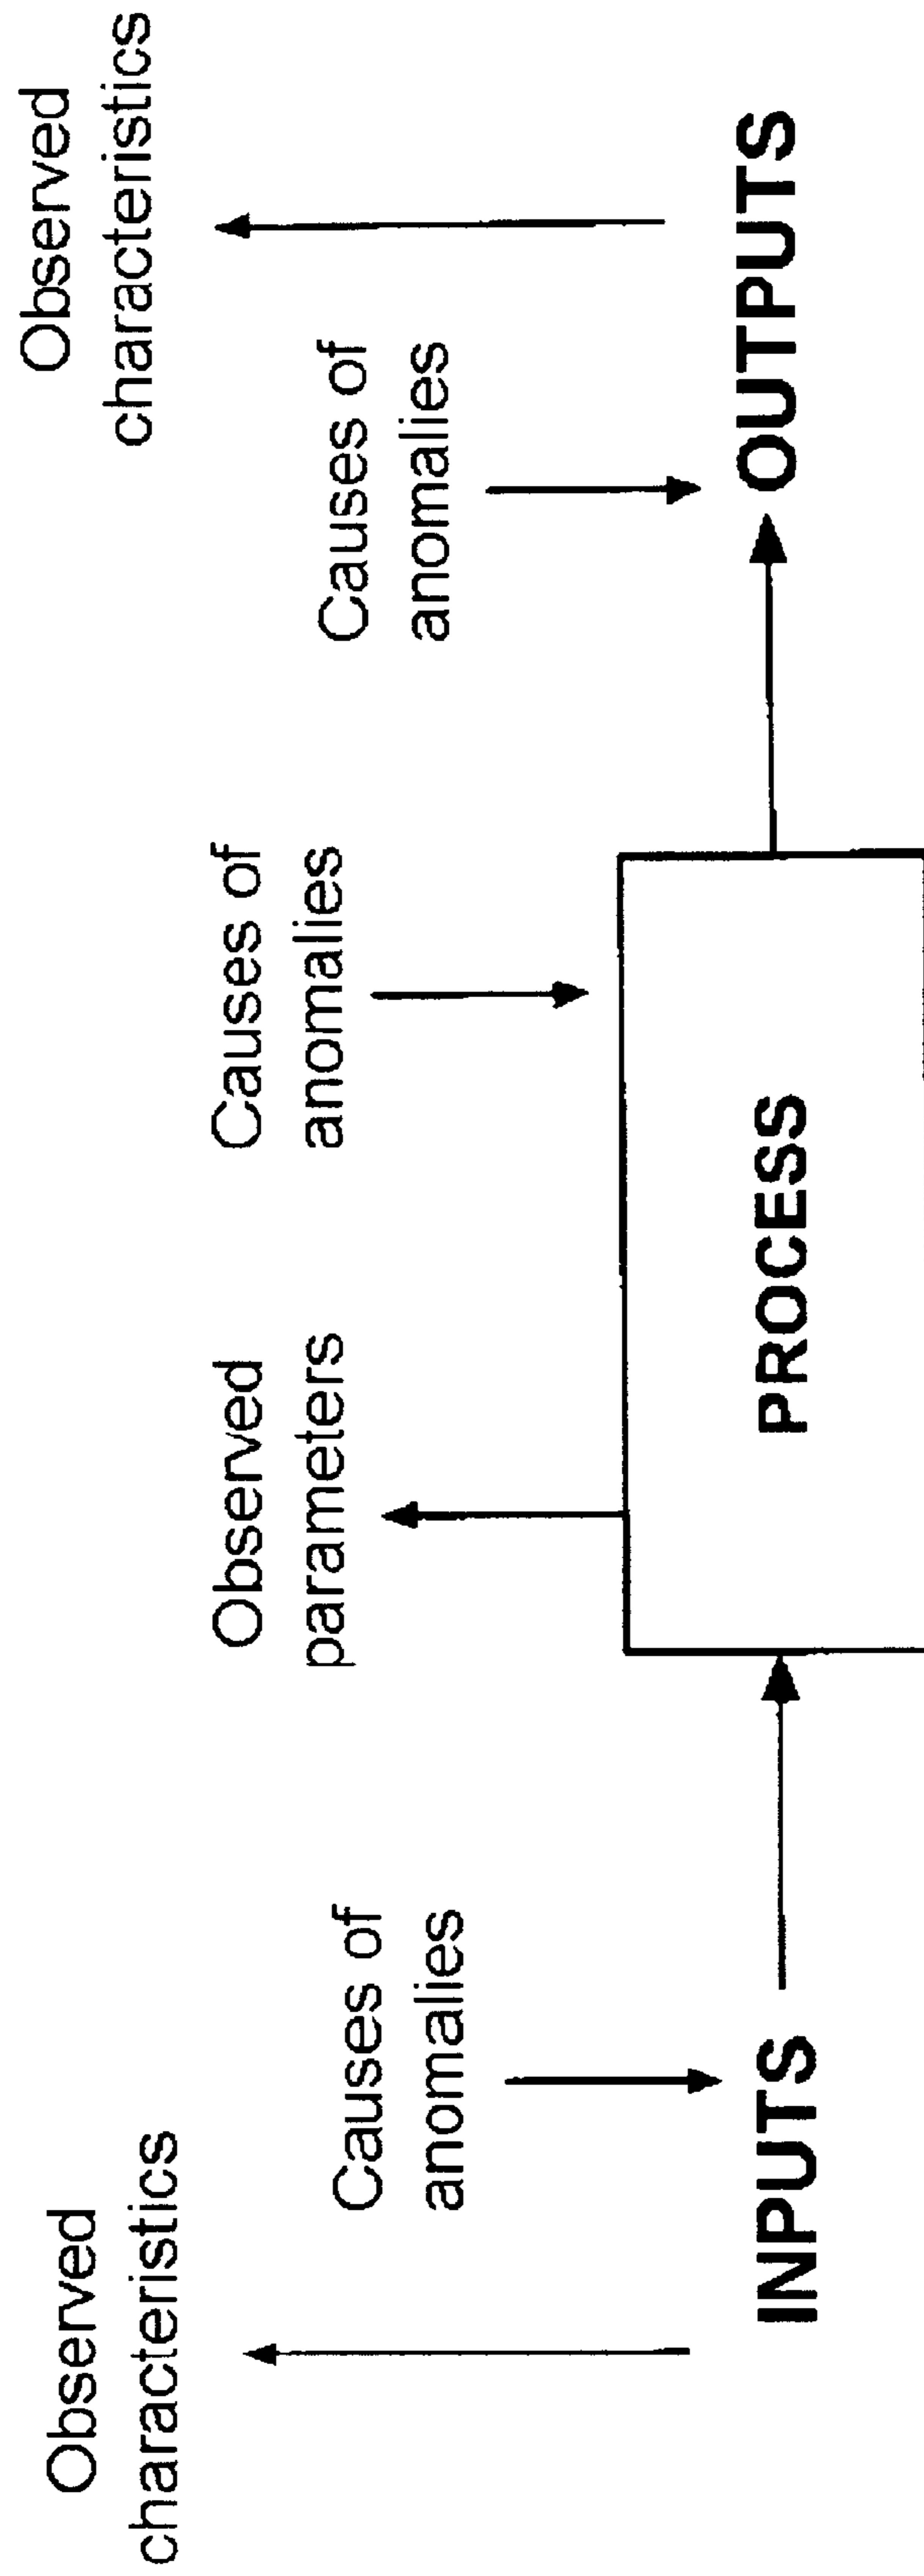 Observed
characteristics
Causes of
anomalies
INPUTS
Observed
parameters
Causes of
anomalies
PROCESS
Causes of
anomalies
Observed
characteristics
OUTPUTS